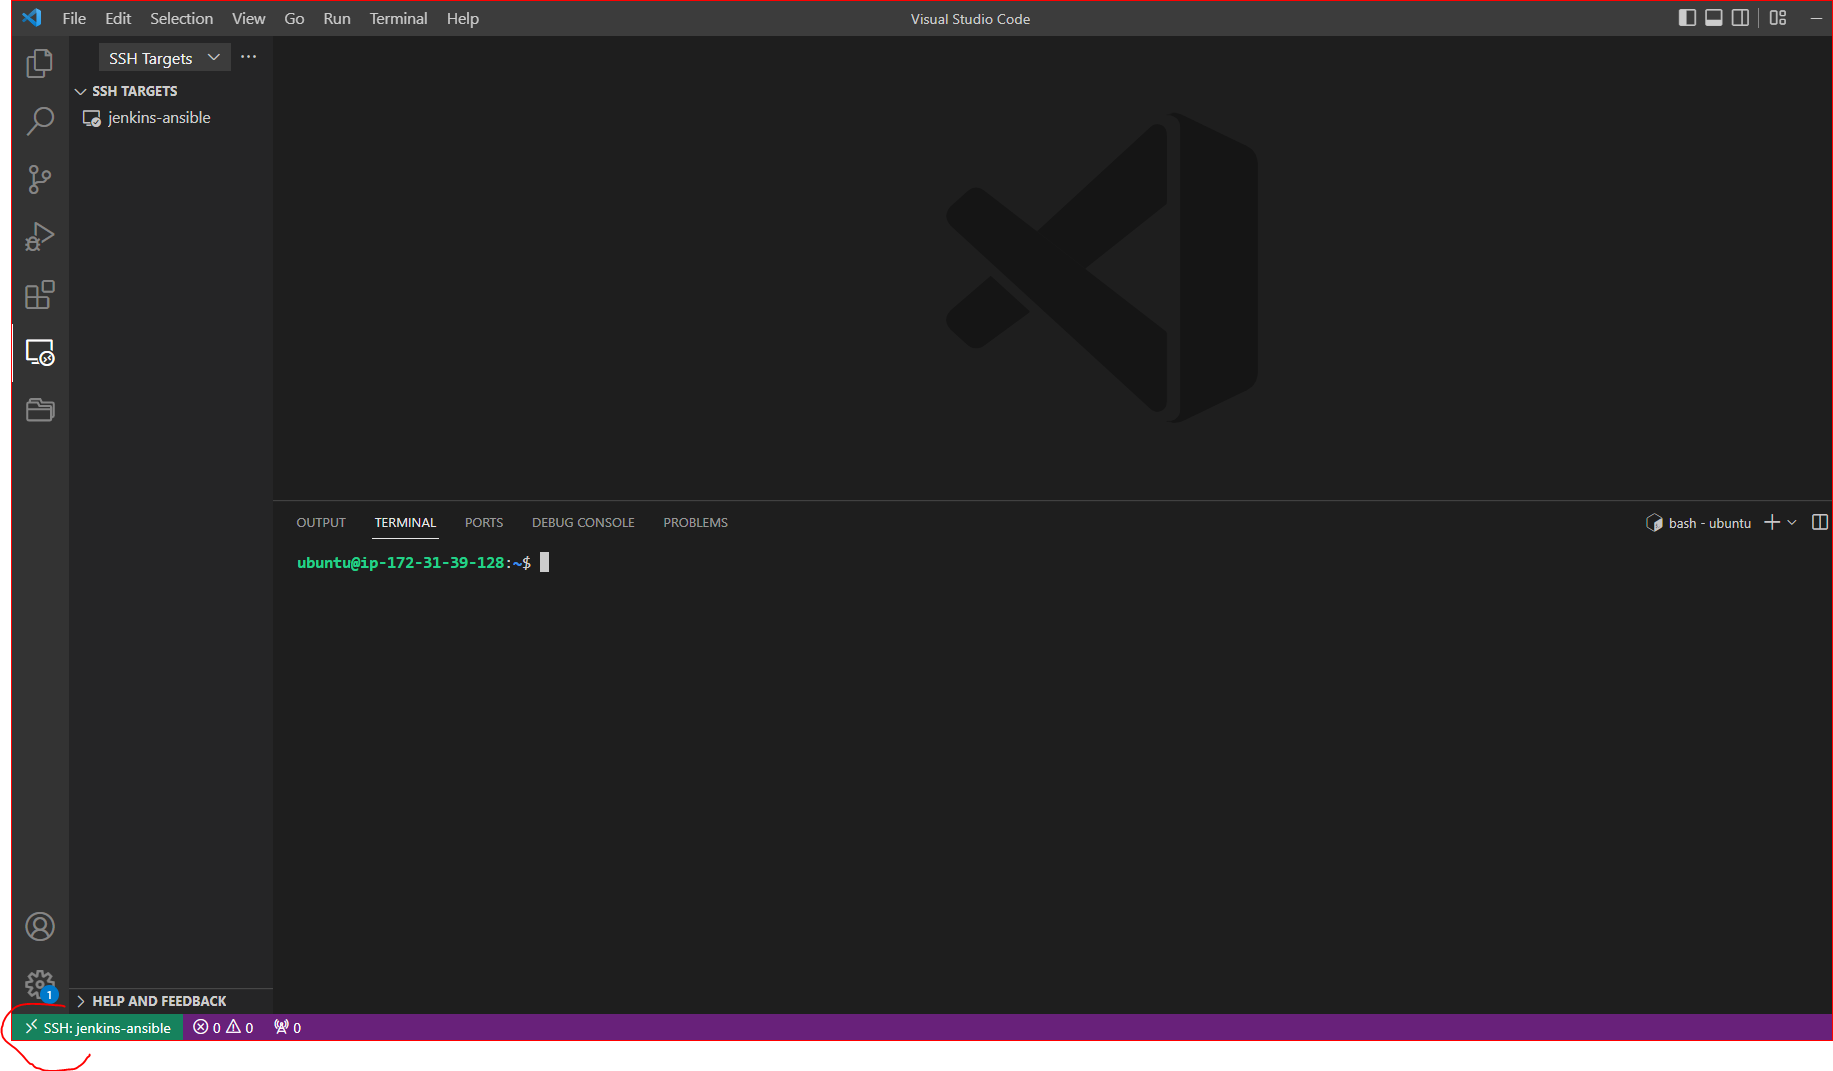 File Edit Selection View Go Run Terminal Help Visual Studio Code
SSH Targets ...
SSH TARGETS
jenkins-ansible
OUTPUT TERMINAL PORTS DEBUG CONSOLE PROBLEMS bash - ubuntu
ubuntu@ip-172-31-39-128:~$
1
HELP AND FEEDBACK
SSH: jenkins-ansible 0 0 0